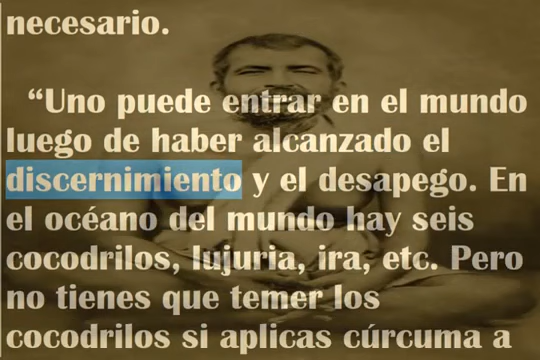 necesario.
“Uno puede entrar en el mundo
luego de haber alcanzado el
discernimiento y el desapego. En
el océano del mundo hay seis
cocodrilos, lujuria, ira, etc. Pero
no tienes que temer los
cocodrilos si aplicas cúrcuma a